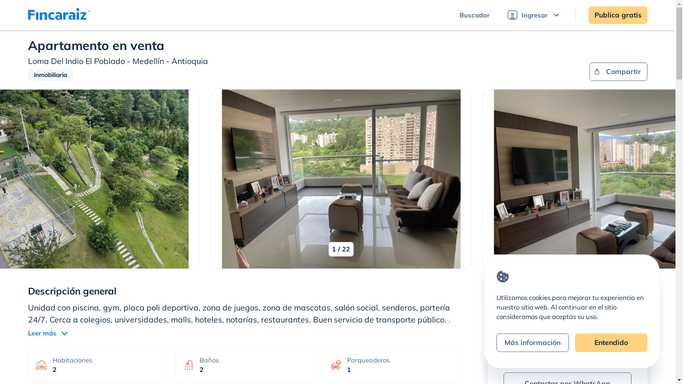 Fincaraiz
Buscador
Ingresar
Publica gratis
Apartamento en venta
Loma Del Indio El Poblado - Medellín - Antioquia
Inmobiliaria
Compartir
1 / 22
Descripción general
Unidad con piscina, gym, placa poli deportiva, zona de juegos, zona de mascotas, salón social, senderos, portería
24/7. Cerca a colegios, universidades, malls, hoteles, notarías, restaurantes. Buen servicio de transporte público. .
Leer más
Habitaciones
2
Baños
2
Parqueaderos
1
Utilizamos cookies para mejorar tu experiencia en
nuestro sitio web. Al continuar en el sitio
consideramos que aceptas su uso.
Más información
Entendido
Contactar por WhatsApp